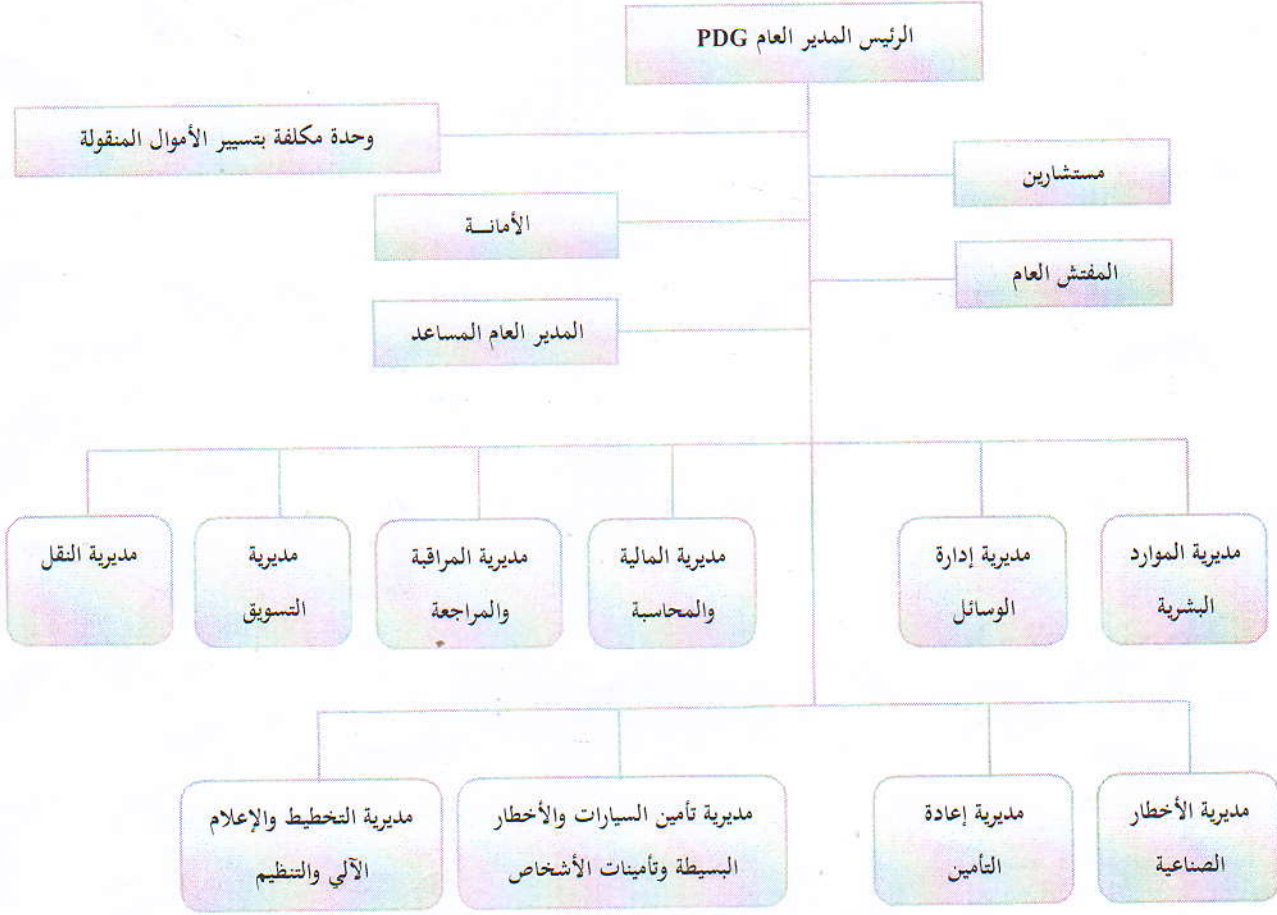 الرئيس المدير العام PDG
وحدة مكلفة بتسيير الأموال المنقولة
مستشارين
الأمانــة
المفتش العام
المدير العام المساعد
مديرية الموارد
البشرية
مديرية إدارة
الوسائل
مديرية المالية
والمحاسبة
مديرية المراقبة
والمراجعة
مديرية
التسويق
مديرية النقل
مديرية الأخطار
الصناعية
مديرية إعادة
التأمين
مديرية تأمين السيارات والأخطار
البسيطة وتأمينات الأشخاص
مديرية التخطيط والإعلام
الآلي والتنظيم